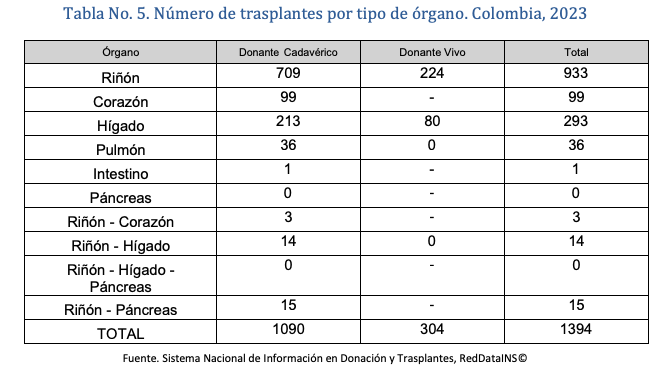 Tabla No. 5. Número de trasplantes por tipo de órgano. Colombia, 2023
Órgano Donante Cadavérico Donante Vivo Total
Riñón 709 224 933
Corazón 99 - 99
Hígado 213 80 293
Pulmón 36 0 36
Intestino 1 - 1
Páncreas 0 - 0
Riñón - Corazón 3 - 3
Riñón - Hígado 14 0 14
Riñón - Hígado - 0 - 0
Páncreas
Riñón - Páncreas 15 - 15
TOTAL 1090 304 1394
Fuente. Sistema Nacional de Información en Donación y Trasplantes, RedDataINS©